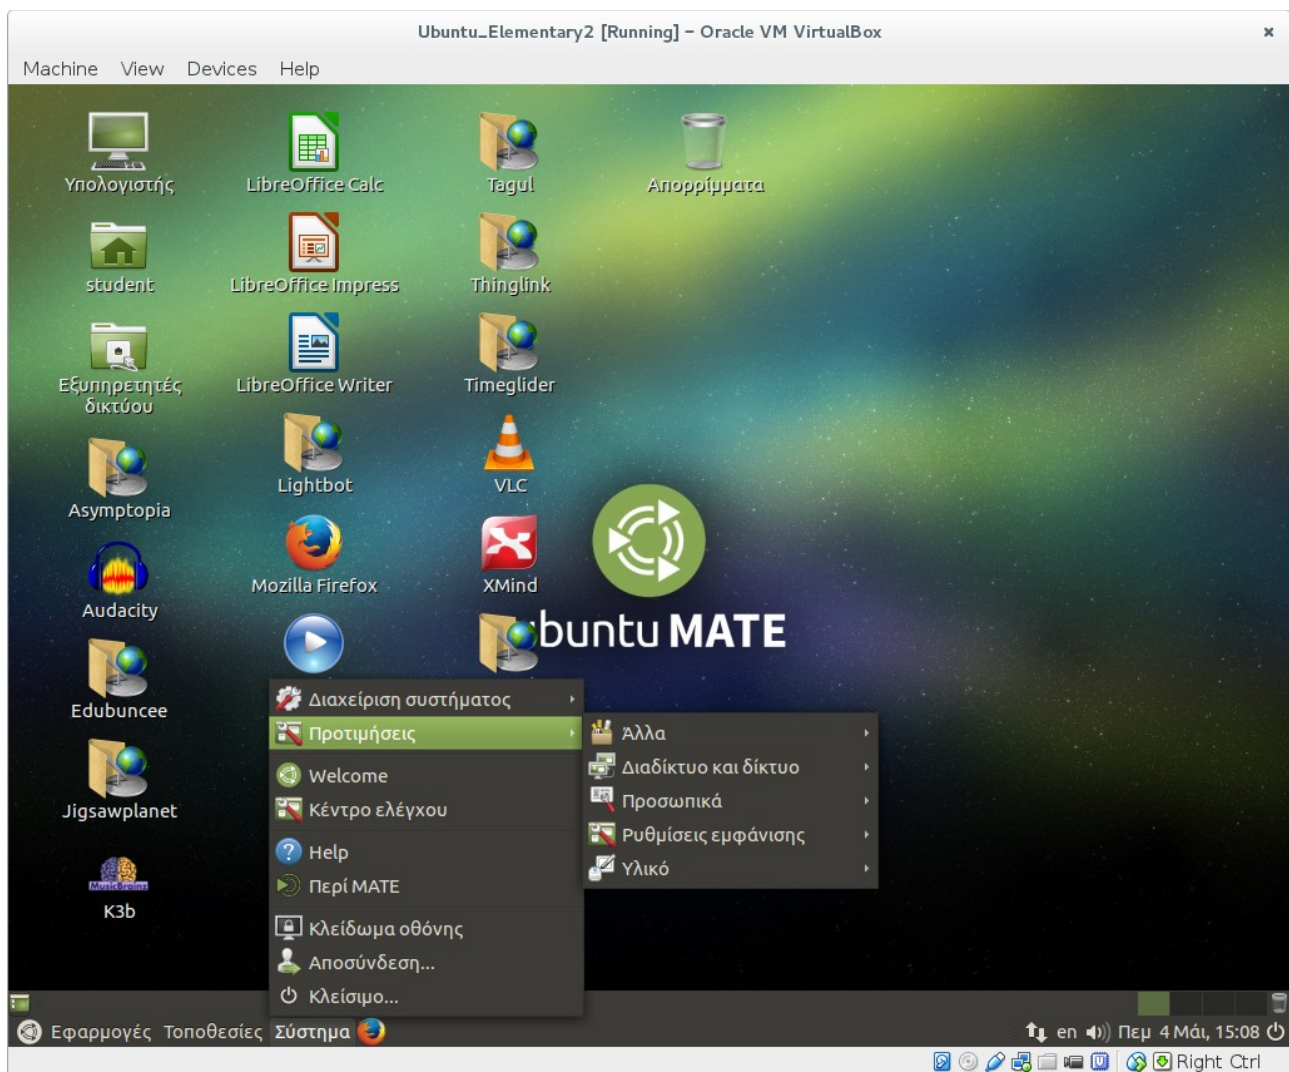 Ubuntu_Elementary2 [Running] – Oracle VM VirtualBox
Machine View Devices Help
Υπολογιστής
LibreOffice Calc
Tagul
Απορρίμματα
student
LibreOffice Impress
Thinglink
Εξυπηρετητές
δικτύου
LibreOffice Writer
Timeglider
Asymptopia
Lightbot
VLC
Audacity
Mozilla Firefox
XMind
ubuntu MATE
Edubuncee
Jigsawplanet
MusicBrainz
K3b
Διαχείριση συστήματος
Προτιμήσεις
Welcome
Κέντρο ελέγχου
Help
Περί MATE
Κλείδωμα οθόνης
Αποσύνδεση...
Κλείσιμο...
Άλλα
Διαδίκτυο και δίκτυο
Προσωπικά
Ρυθμίσεις εμφάνισης
Υλικό
Εφαρμογές Τοποθεσίες Σύστημα
en Πεμ 4 Μάι, 15:08
Right Ctrl